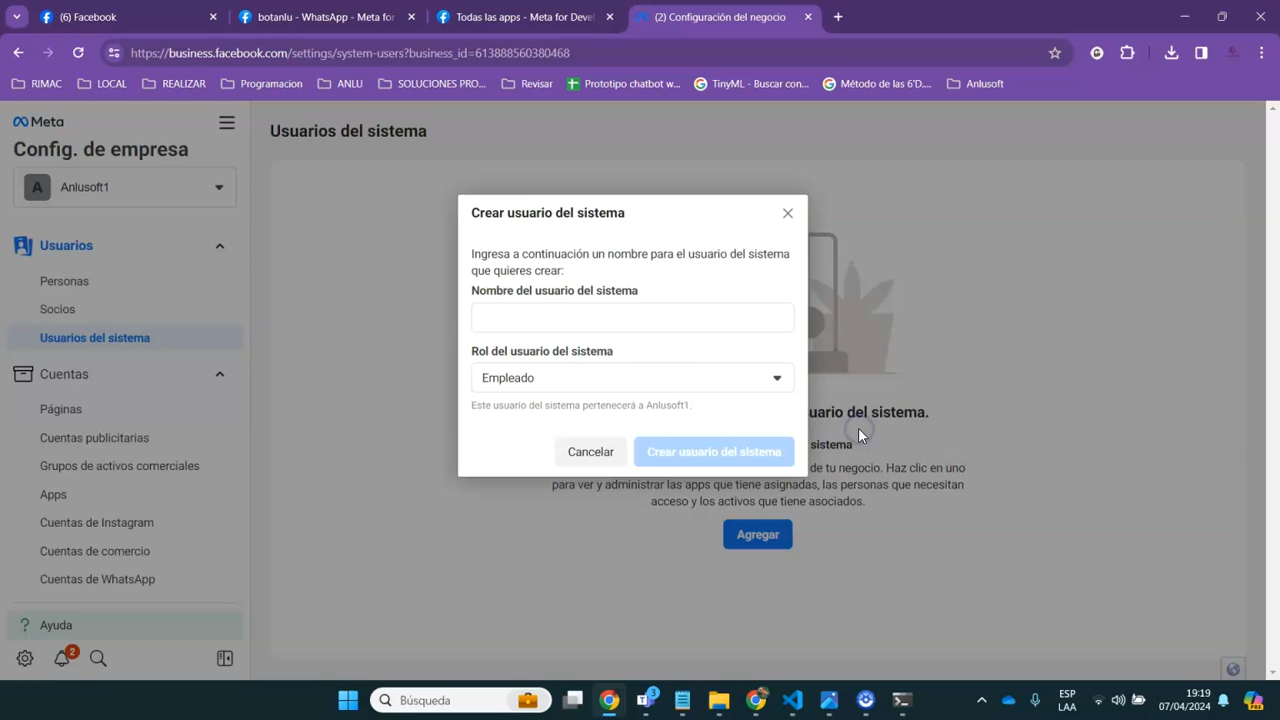 (6) Facebook
botanlu - WhatsApp - Meta for
Todas las apps - Meta for Deve
(2) Configuración del negocio
https://business.facebook.com/settings/system-users?business_id=613888560380468
RIMAC
LOCAL
REALIZAR
Programacion
ANLU
SOLUCIONES PRO...
Revisar
Prototipo chatbot w...
TinyML - Buscar con...
Método de las 6'D....
Anlusoft
Meta
Config. de empresa
A
Anlusoft1
Usuarios
Personas
Socios
Usuarios del sistema
Cuentas
Páginas
Cuentas publicitarias
Grupos de activos comerciales
Apps
Cuentas de Instagram
Cuentas de comercio
Cuentas de WhatsApp
? Ayuda
2
Usuarios del sistema
Crear usuario del sistema
Ingresa a continuación un nombre para el usuario del sistema
que quieres crear:
Nombre del usuario del sistema
Rol del usuario del sistema
Empleado
Este usuario del sistema pertenecerá a Anlusoft1.
Cancelar
Crear usuario del sistema
uario del sistema.
sistema
de tu negocio. Haz clic en uno
para ver y administrar las apps que tiene asignadas, las personas que necesitan
acceso y los activos que tiene asociados.
Agregar
Búsqueda
3
ESP
LAA
19:19
07/04/2024